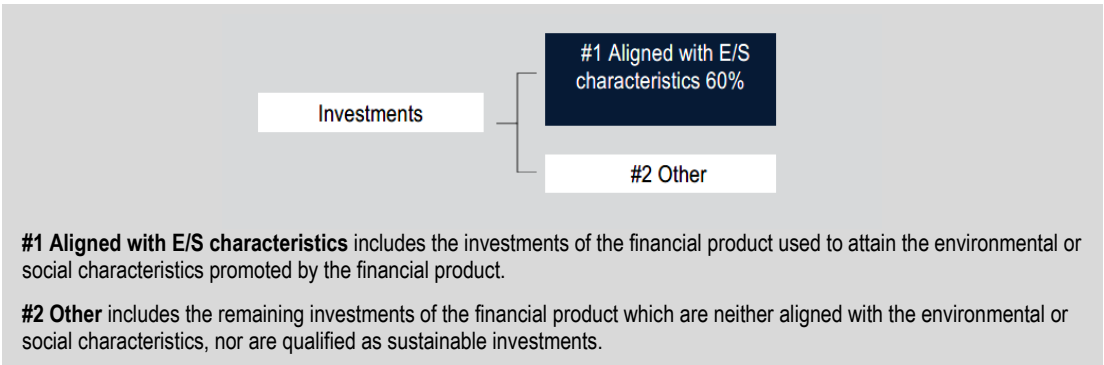 #1 Aligned with E/S
characteristics 60%
Investments
#2 Other
#1 Aligned with E/S characteristics includes the investments of the financial product used to attain the environmental or
social characteristics promoted by the financial product.
#2 Other includes the remaining investments of the financial product which are neither aligned with the environmental or
social characteristics, nor are qualified as sustainable investments.